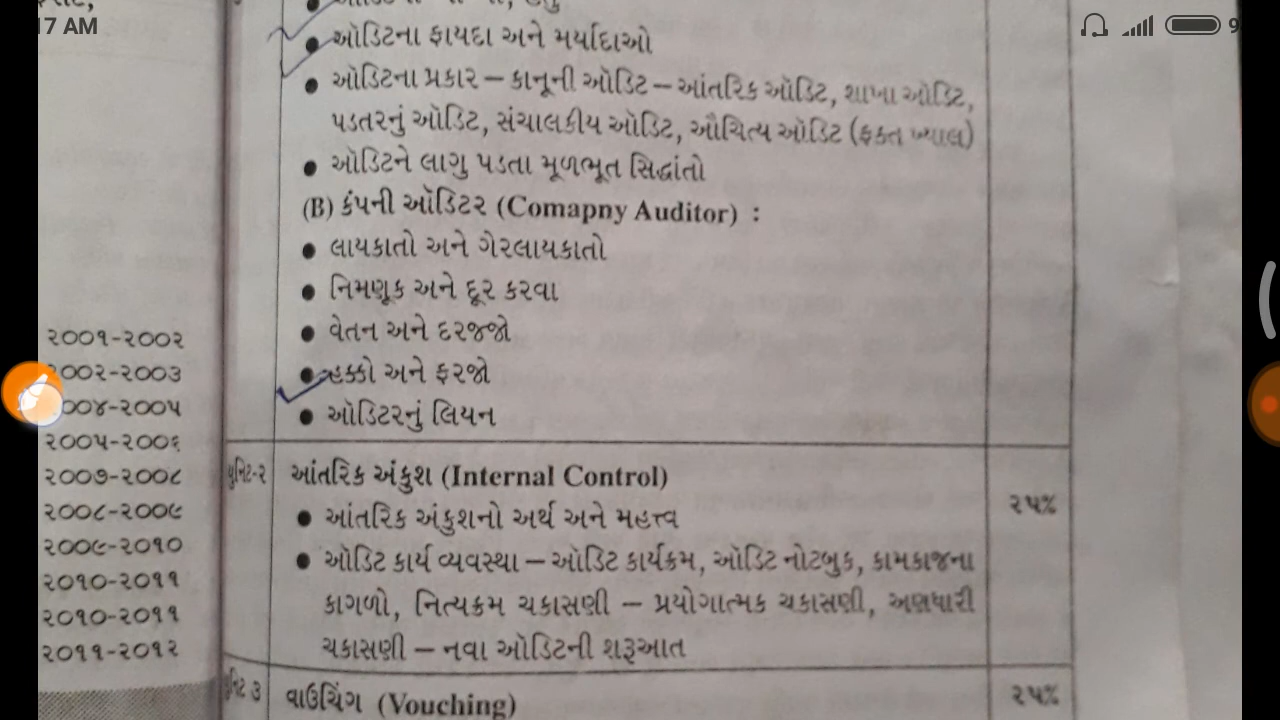 17 AM
9
ઑડિટના ફાયદા અને મર્યાદાઓ
ઑડિટના પ્રકાર – કાનૂની ઑડિટ – આંતરિક ઑડિટ, શાખા ઑડિટ,
પડતરનું ઑડિટ, સંચાલકીય ઑડિટ, ઔચિત્ય ઑડિટ (ફક્ત ખ્યાલ)
ઑડિટને લાગુ પડતા મૂળભૂત સિદ્ધાંતો
(B) કંપની ઑડિટર (Comapny Auditor) :
લાયકાતો અને ગેરલાયકાતો
નિમણૂક અને દૂર કરવા
વેતન અને દરજ્જો
હક્કો અને ફરજો
ઑડિટરનું લિયન
યુનિટ-૨ આંતરિક અંકુશ (Internal Control)
૨૫%
આંતરિક અંકુશનો અર્થ અને મહત્ત્વ
ઑડિટ કાર્ય વ્યવસ્થા – ઑડિટ કાર્યક્રમ, ઑડિટ નોટબુક, કામકાજના
કાગળો, નિત્યક્રમ ચકાસણી – પ્રયોગાત્મક ચકાસણી, અણધારી
ચકાસણી – નવા ઑડિટની શરૂઆત
યુનિટ ૩ વાઉચિંગ (Vouching) ૨૫%
૨૦૦૧-૨૦૦૨
૨૦૦૨-૨૦૦૩
૨૦૦૪-૨૦૦૫
૨૦૦૫-૨૦૦૬
૨૦૦૭-૨૦૦૮
૨૦૦૮-૨૦૦૯
૨૦૦૯-૨૦૧૦
૨૦૧૦-૨૦૧૧
૨૦૧૦-૨૦૧૧
૨૦૧૧-૨૦૧૨